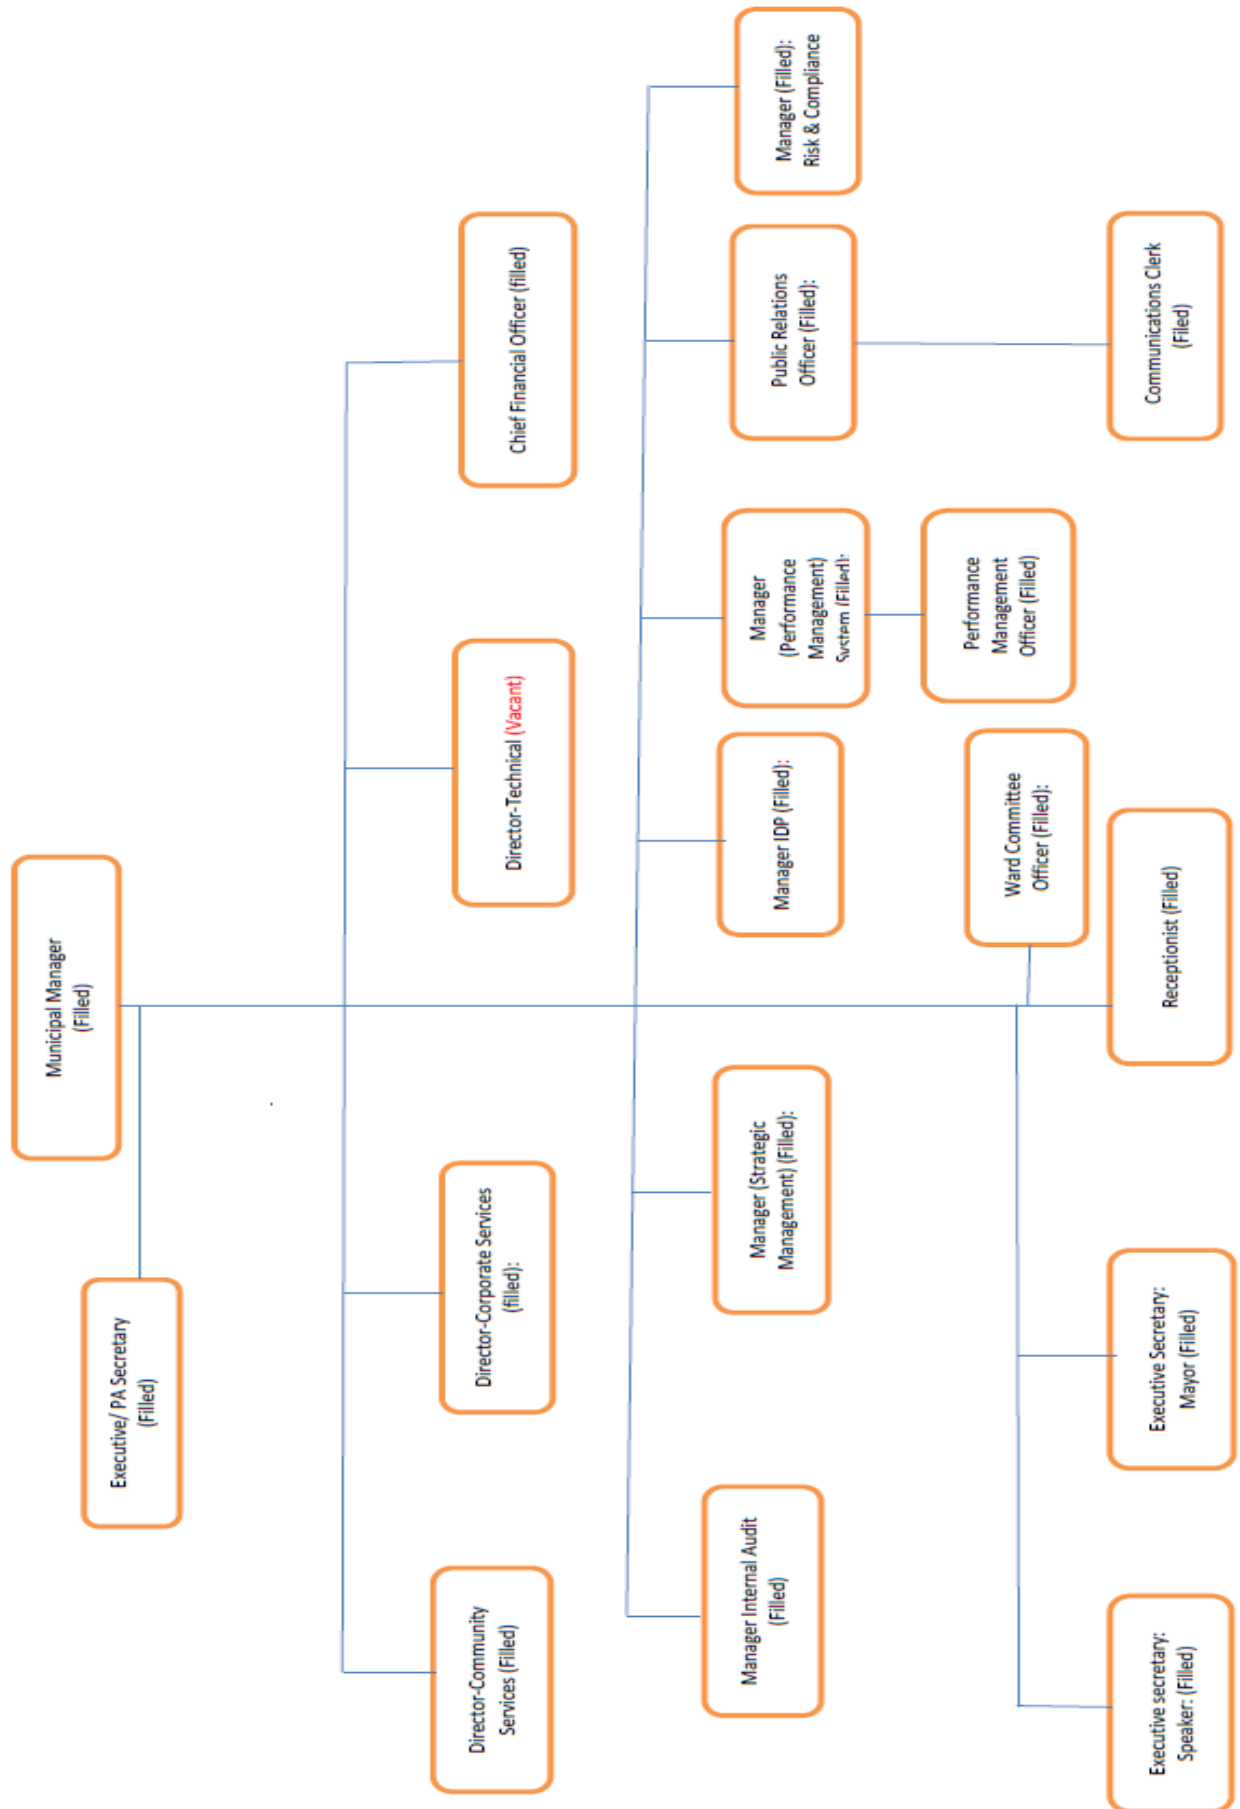 Municipal Manager
(Filled)
Executive/ PA Secretary
(Filled)
Director-Community
Services (Filled)
Director-Corporate Services
(filled):
Director-Technical (Vacant)
Chief Financial Officer (filled)
Manager Internal Audit
(Filled)
Manager (Strategic
Management) (Filled):
Manager IDP (Filled):
Manager
(Performance
Management)
System (Filled):
Public Relations
Officer (Filled):
Manager (Filled):
Risk & Compliance
Performance
Management
Officer (Filled)
Ward Committee
Officer (Filled):
Executive secretary:
Speaker: (Filled)
Executive Secretary:
Mayor (Filled)
Receptionist (Filled)
Communications Clerk
(Filed)